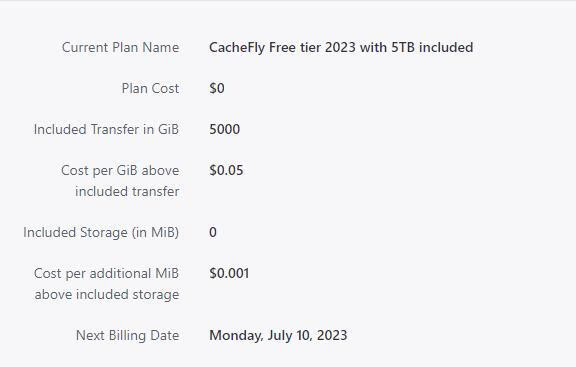 Current Plan Name CacheFly Free tier 2023 with 5TB included
Plan Cost $0
Included Transfer in GiB 5000
Cost per GiB above $0.05
included transfer
Included Storage (in MiB) 0
Cost per additional MiB $0.001
above included storage
Next Billing Date Monday, July 10, 2023